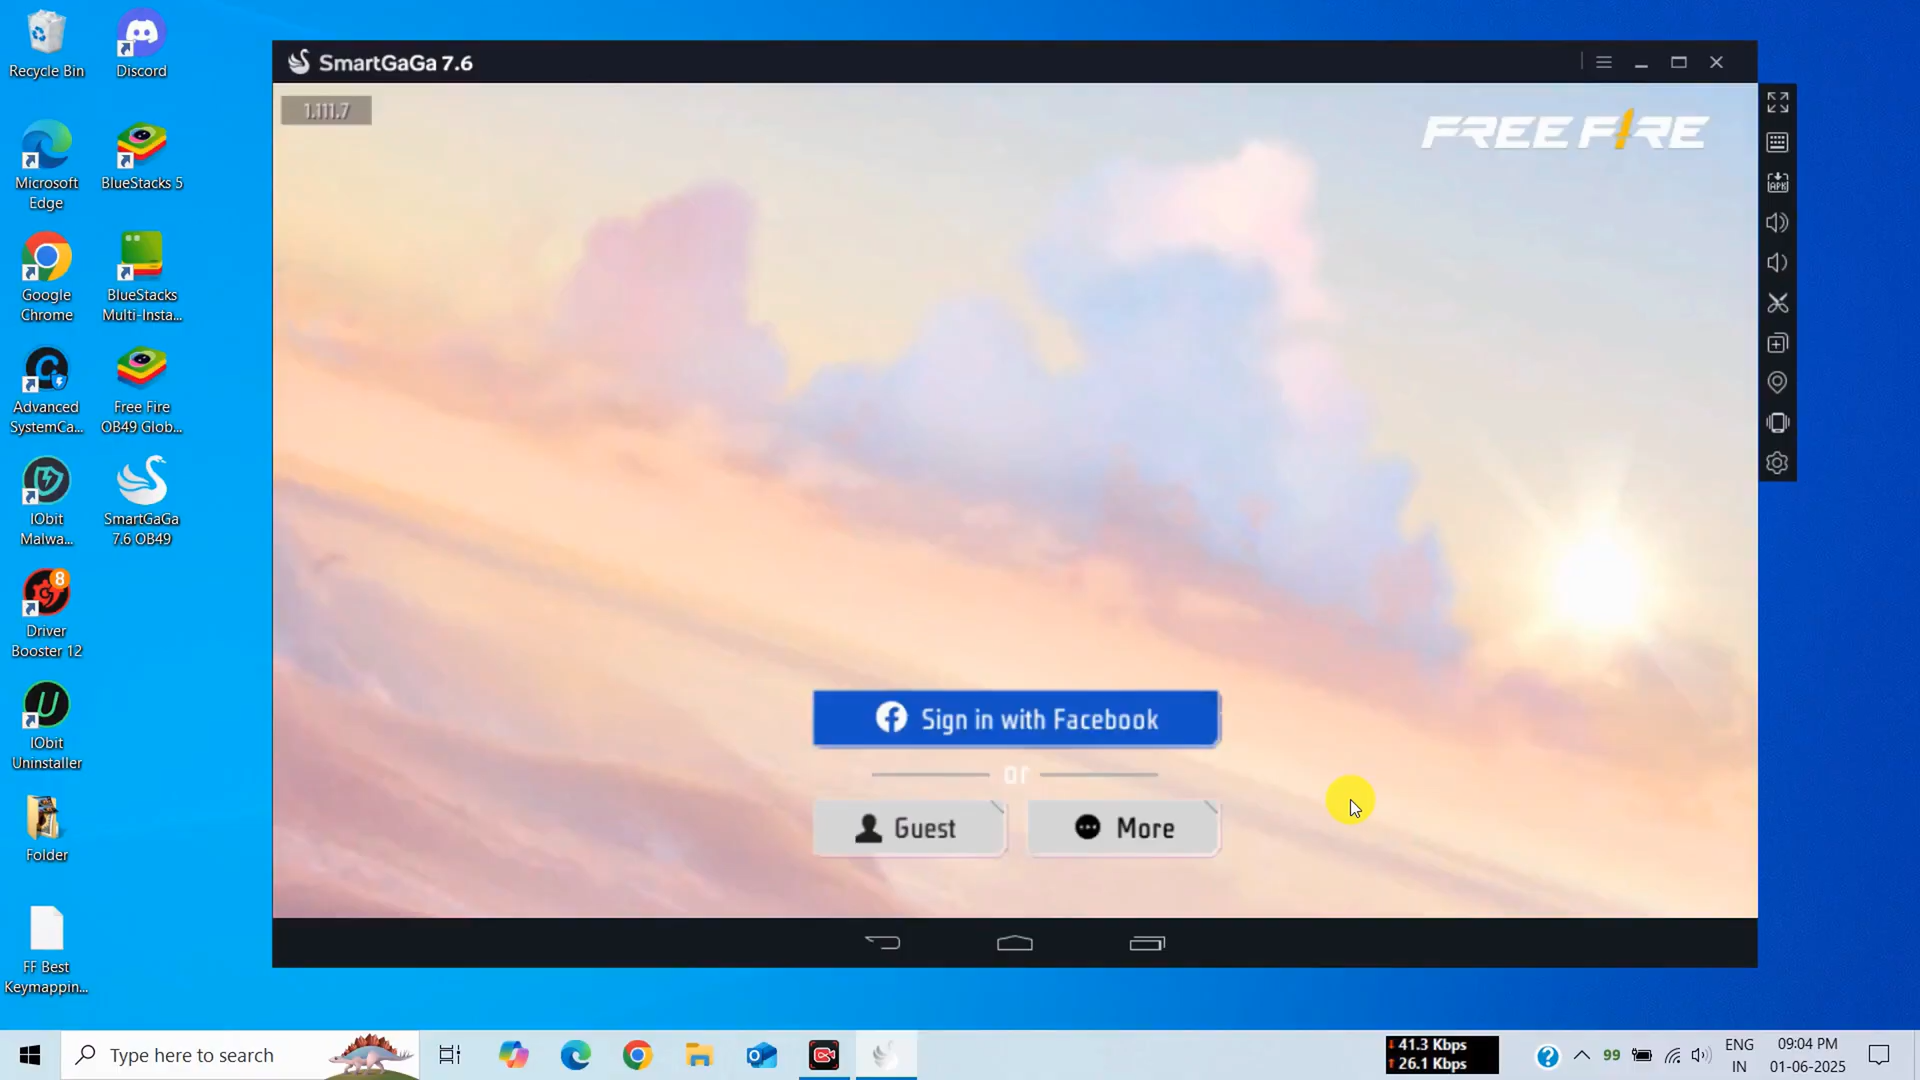 Recycle Bin
Discord
Microsoft
Edge
BlueStacks 5
Google
Chrome
BlueStacks
Multi-Insta...
Advanced
SystemCa...
Free Fire
OB49 Glob...
IObit
Malwa...
SmartGaGa
7.6 OB49
8
Driver
Booster 12
IObit
Uninstaller
Folder
FF Best
Keymappin...
SmartGaGa 7.6
1.111.7
FREE FIRE
APK
Sign in with Facebook
or
Guest
More
Type here to search
41.3 Kbps
26.1 Kbps
99
ENG
IN
09:04 PM
01-06-2025